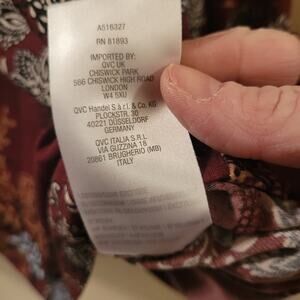 A516327
RN 81893
IMPORTED BY:
QVC UK
CHISWICK PARK
566 CHISWICK HIGH ROAD
LONDON
W4 5XU
QVC Handel S.à r.l. & Co. KG
PLOCKSTR. 30
40221 DÜSSELDORF
GERMANY
QVC ITALIA S.R.L
VIA GUZZINA 18
20861 BRUGHERIO (MB)
ITALY